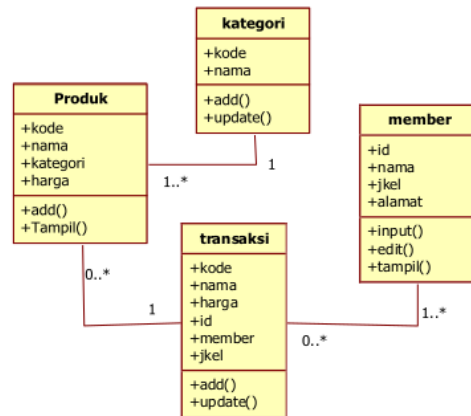 kategori
+kode
+nama
+add()
+update()
Produk
+kode
+nama
+kategori
+harga
+add()
+Tampil()
1
1..*
member
+id
+nama
+jkel
+alamat
+input()
+edit()
+tampil()
transaksi
+kode
+nama
+harga
+id
+member
+jkel
+add()
+update()
0..*
1
1..*
0..*